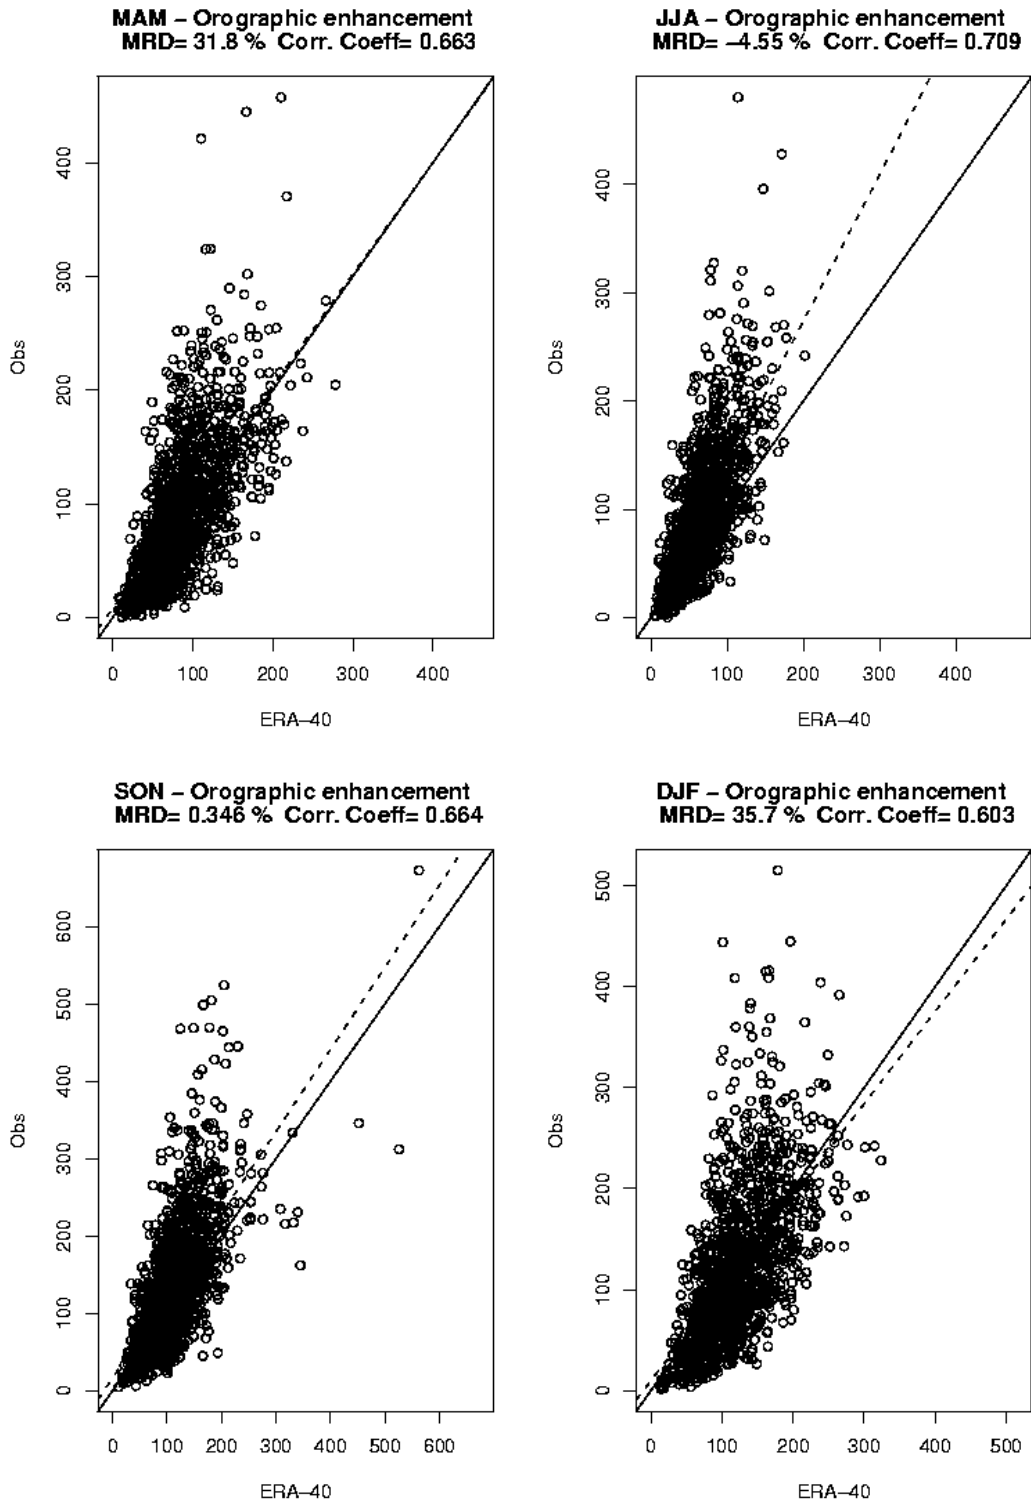 MAM – Orographic enhancement
MRD= 31.8 % Corr. Coeff= 0.663
Obs
400
300
200
100
0
0 100 200 300 400
ERA–40
JJA – Orographic enhancement
MRD= –4.55 % Corr. Coeff= 0.709
Obs
400
300
200
100
0
0 100 200 300 400
ERA–40
SON – Orographic enhancement
MRD= 0.346 % Corr. Coeff= 0.664
Obs
600
500
400
300
200
100
0
0 100 200 300 400 500 600
ERA–40
DJF – Orographic enhancement
MRD= 35.7 % Corr. Coeff= 0.603
Obs
500
400
300
200
100
0
0 100 200 300 400 500
ERA–40